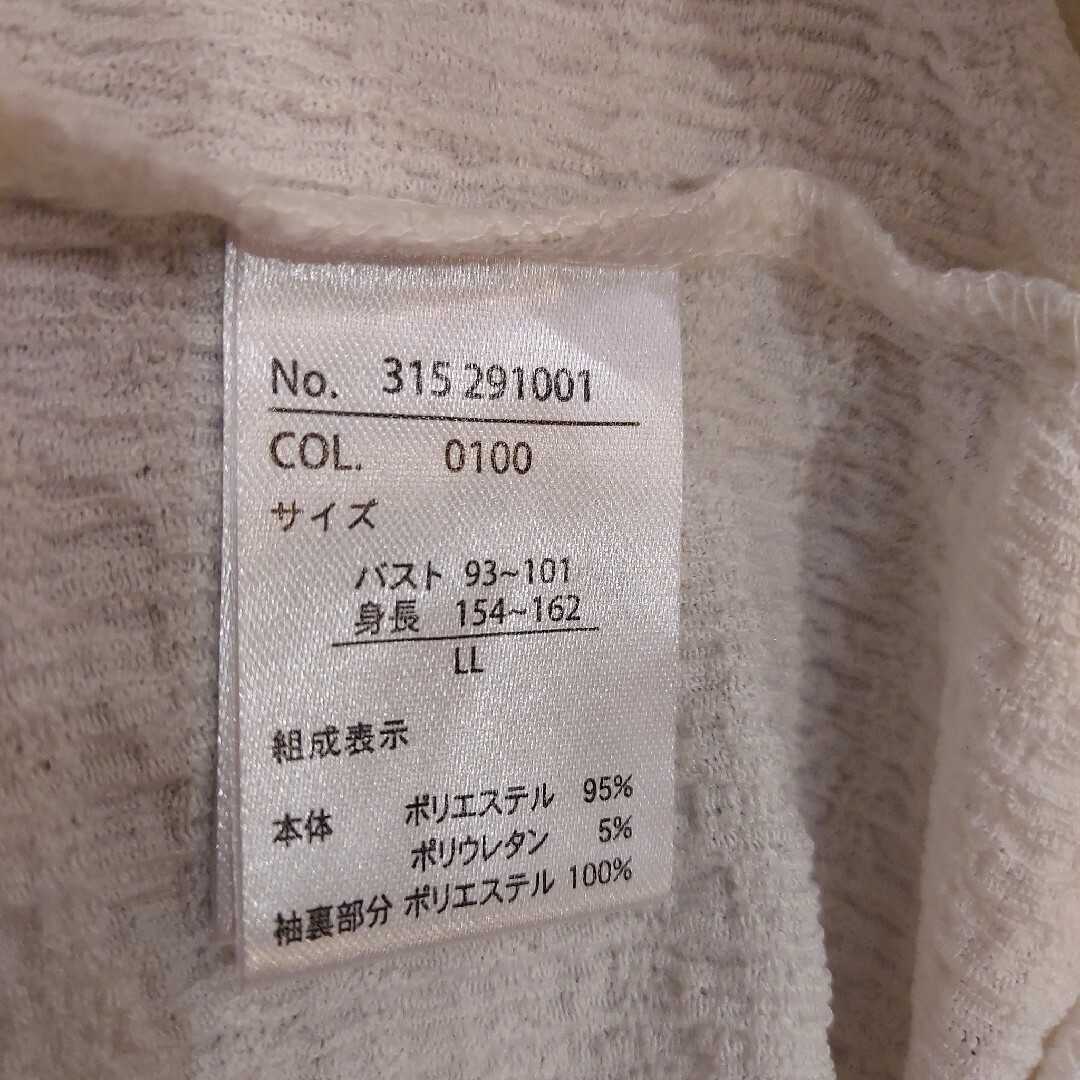 No. 315 291001
COL. 0100
サイズ
バスト 93~101
身長 154~162
LL
組成表示
本体 ポリエステル 95%
ポリウレタン 5%
袖裏部分 ポリエステル 100%